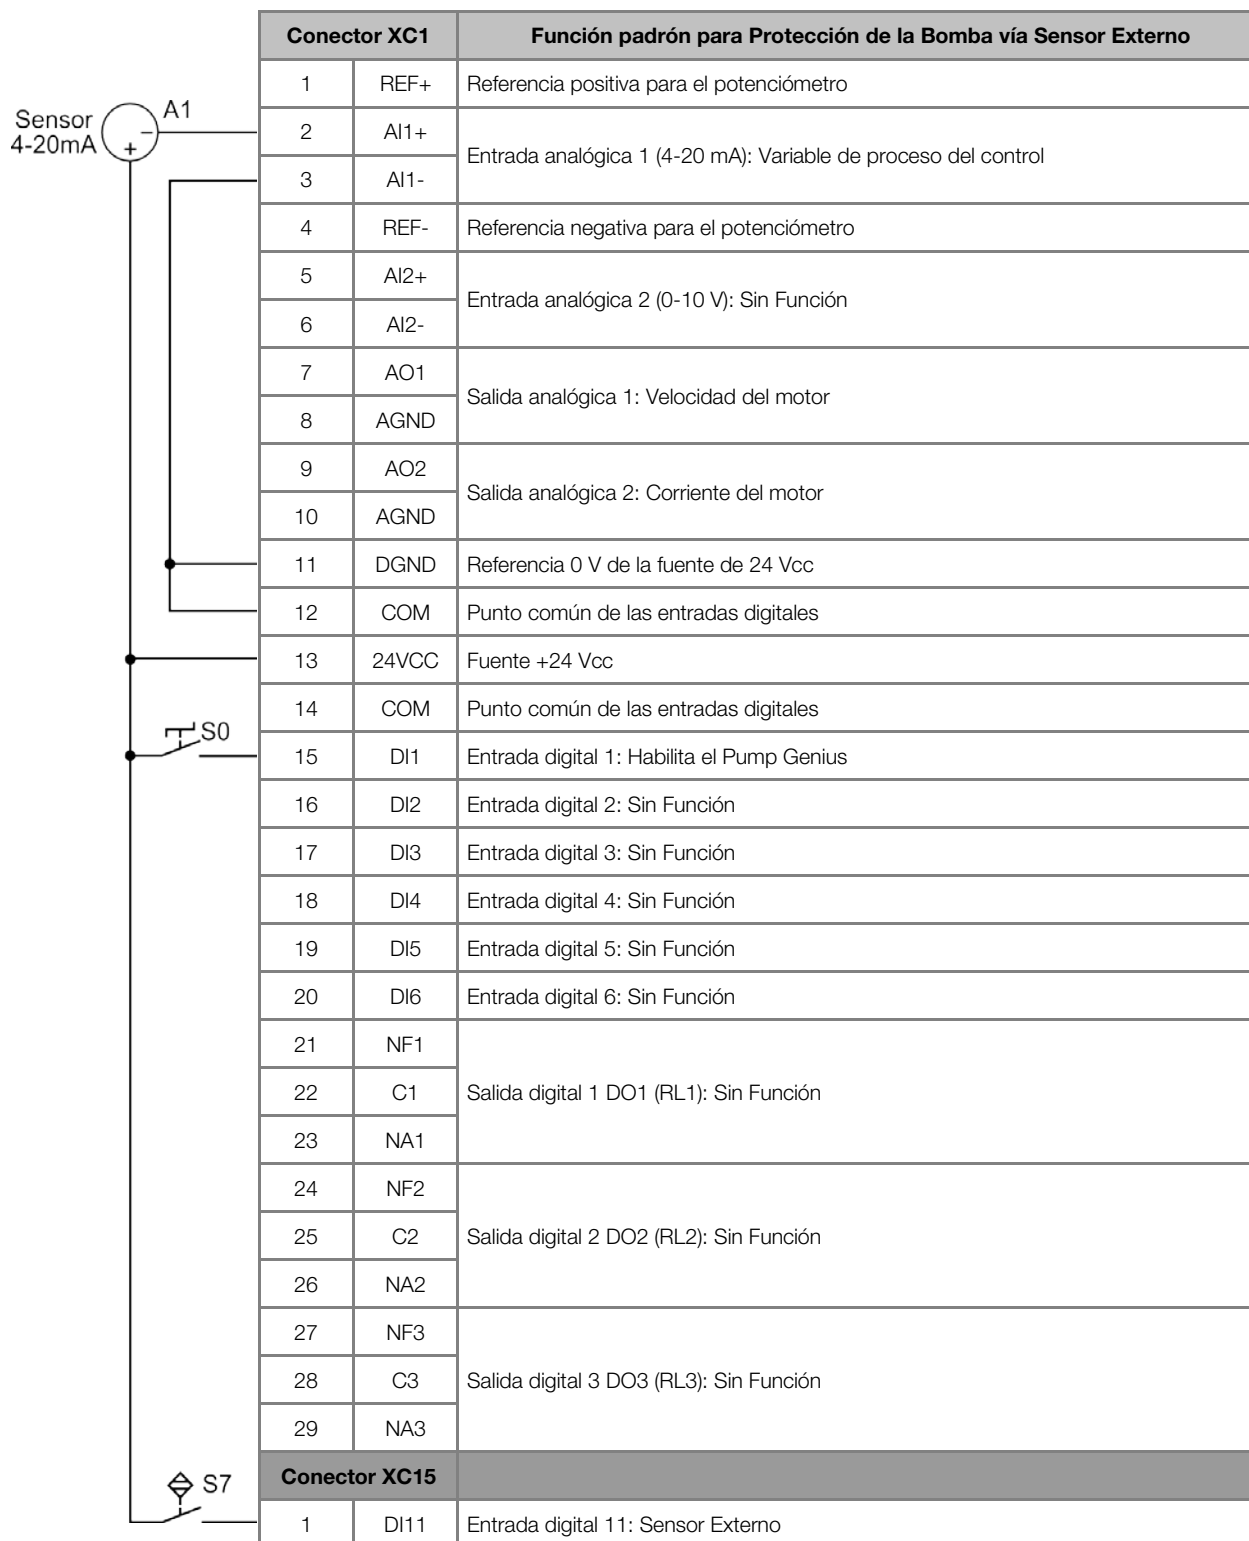 Conector XC1 Función padrón para Protección de la Bomba vía Sensor Externo
1 REF+ Referencia positiva para el potenciómetro
Sensor
4-20mA
A1
-
+
2 AI1+
Entrada analógica 1 (4-20 mA): Variable de proceso del control
3 AI1-
4 REF- Referencia negativa para el potenciómetro
5 AI2+
Entrada analógica 2 (0-10 V): Sin Función
6 AI2-
7 AO1
Salida analógica 1: Velocidad del motor
8 AGND
9 AO2
Salida analógica 2: Corriente del motor
10 AGND
11 DGND Referencia 0 V de la fuente de 24 Vcc
12 COM Punto común de las entradas digitales
13 24VCC Fuente +24 Vcc
14 COM Punto común de las entradas digitales
S0
15 DI1 Entrada digital 1: Habilita el Pump Genius
16 DI2 Entrada digital 2: Sin Función
17 DI3 Entrada digital 3: Sin Función
18 DI4 Entrada digital 4: Sin Función
19 DI5 Entrada digital 5: Sin Función
20 DI6 Entrada digital 6: Sin Función
21 NF1
22 C1 Salida digital 1 DO1 (RL1): Sin Función
23 NA1
24 NF2
25 C2 Salida digital 2 DO2 (RL2): Sin Función
26 NA2
27 NF3
28 C3 Salida digital 3 DO3 (RL3): Sin Función
29 NA3
Conector XC15
S7
1 DI11 Entrada digital 11: Sensor Externo